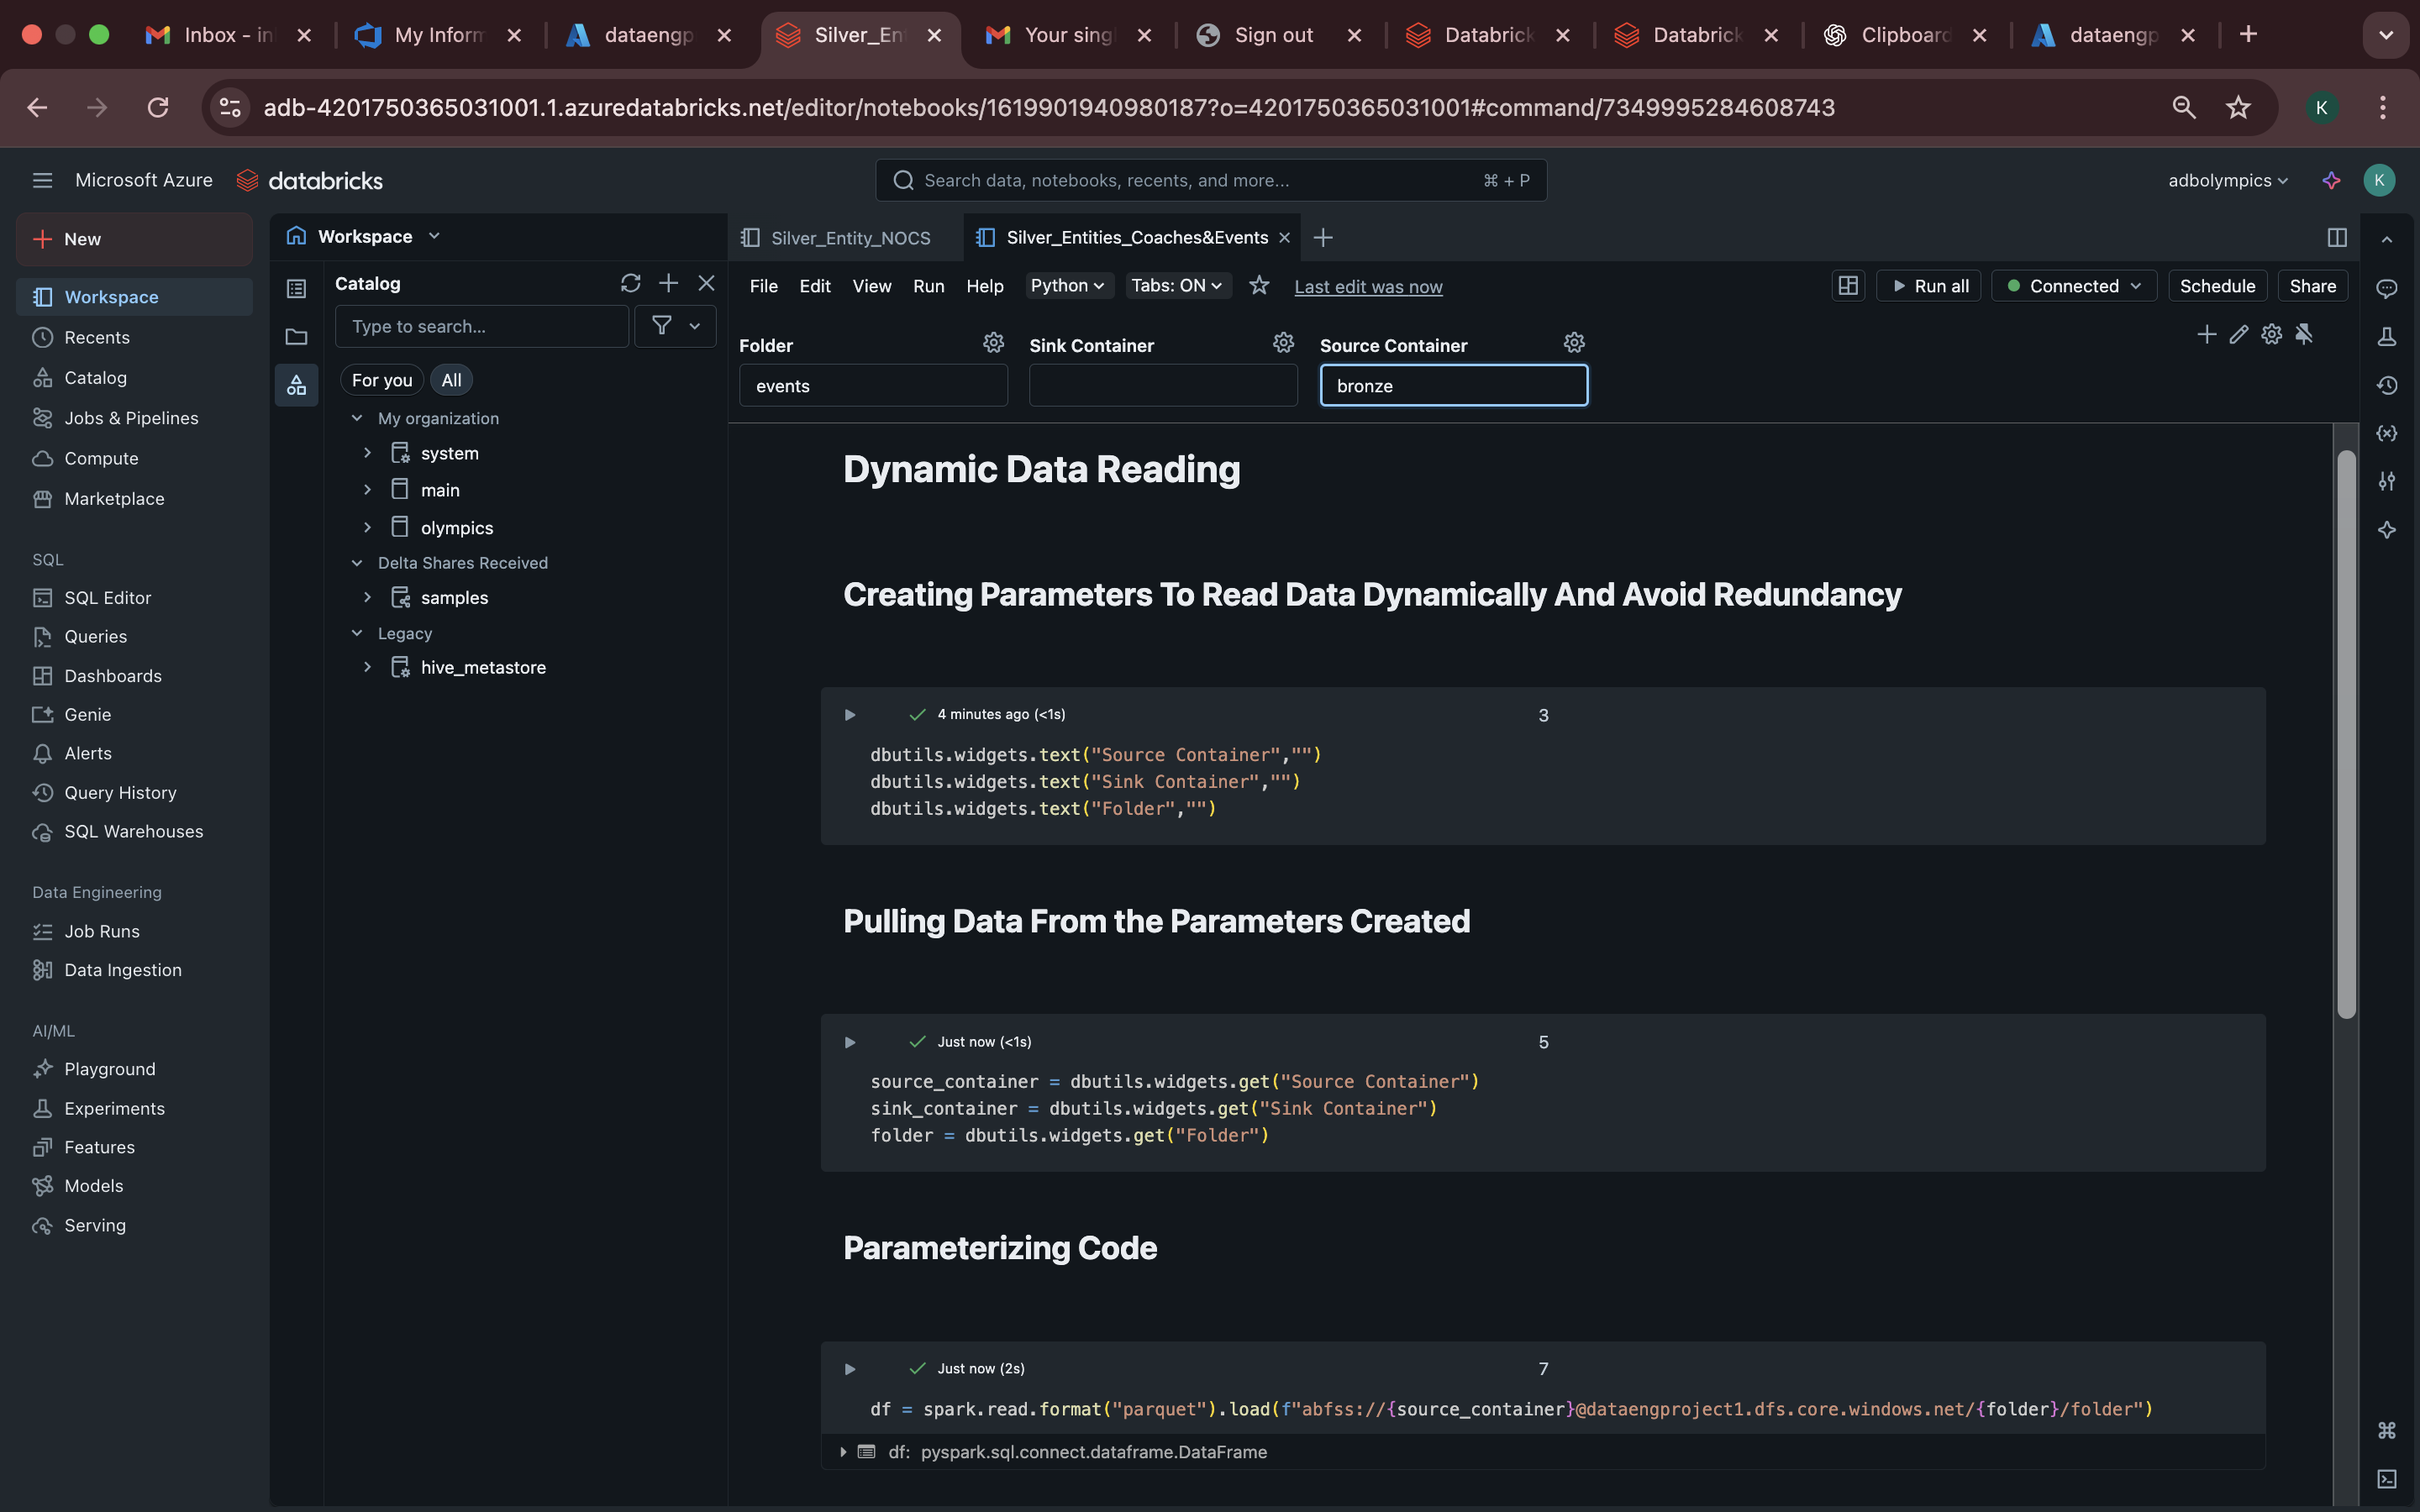 Inbox - in
My Inform
dataengp
Silver_Ent
Your sing
Sign out
Databrick
Databrick
Clipboard
dataengp
adb-4201750365031001.1.azuredatabricks.net/editor/notebooks/1619901940980187?o=4201750365031001#command/7349995284608743
K
Microsoft Azure
databricks
Search data, notebooks, recents, and more...
⌘ + P
adbolympics
K
New
Workspace
Recents
Catalog
Jobs & Pipelines
Compute
Marketplace
SQL
SQL Editor
Queries
Dashboards
Genie
Alerts
Query History
SQL Warehouses
Data Engineering
Job Runs
Data Ingestion
AI/ML
Playground
Experiments
Features
Models
Serving
Workspace
Catalog
Type to search...
For you
All
My organization
system
main
olympics
Delta Shares Received
samples
Legacy
hive_metastore
Silver_Entity_NOCS
Silver_Entities_Coaches&Events
File Edit View Run Help Python Tabs: ON Last edit was now
Run all
Connected
Schedule
Share
Folder
events
Sink Container
Source Container
bronze
Dynamic Data Reading
Creating Parameters To Read Data Dynamically And Avoid Redundancy
4 minutes ago (<1s)
3
dbutils.widgets.text("Source Container","")
dbutils.widgets.text("Sink Container","")
dbutils.widgets.text("Folder","")
Pulling Data From the Parameters Created
Just now (<1s)
5
source_container = dbutils.widgets.get("Source Container")
sink_container = dbutils.widgets.get("Sink Container")
folder = dbutils.widgets.get("Folder")
Parameterizing Code
Just now (2s)
7
df = spark.read.format("parquet").load(f"abfss://{source_container}@dataengproject1.dfs.core.windows.net/{folder}/folder")
df: pyspark.sql.connect.dataframe.DataFrame